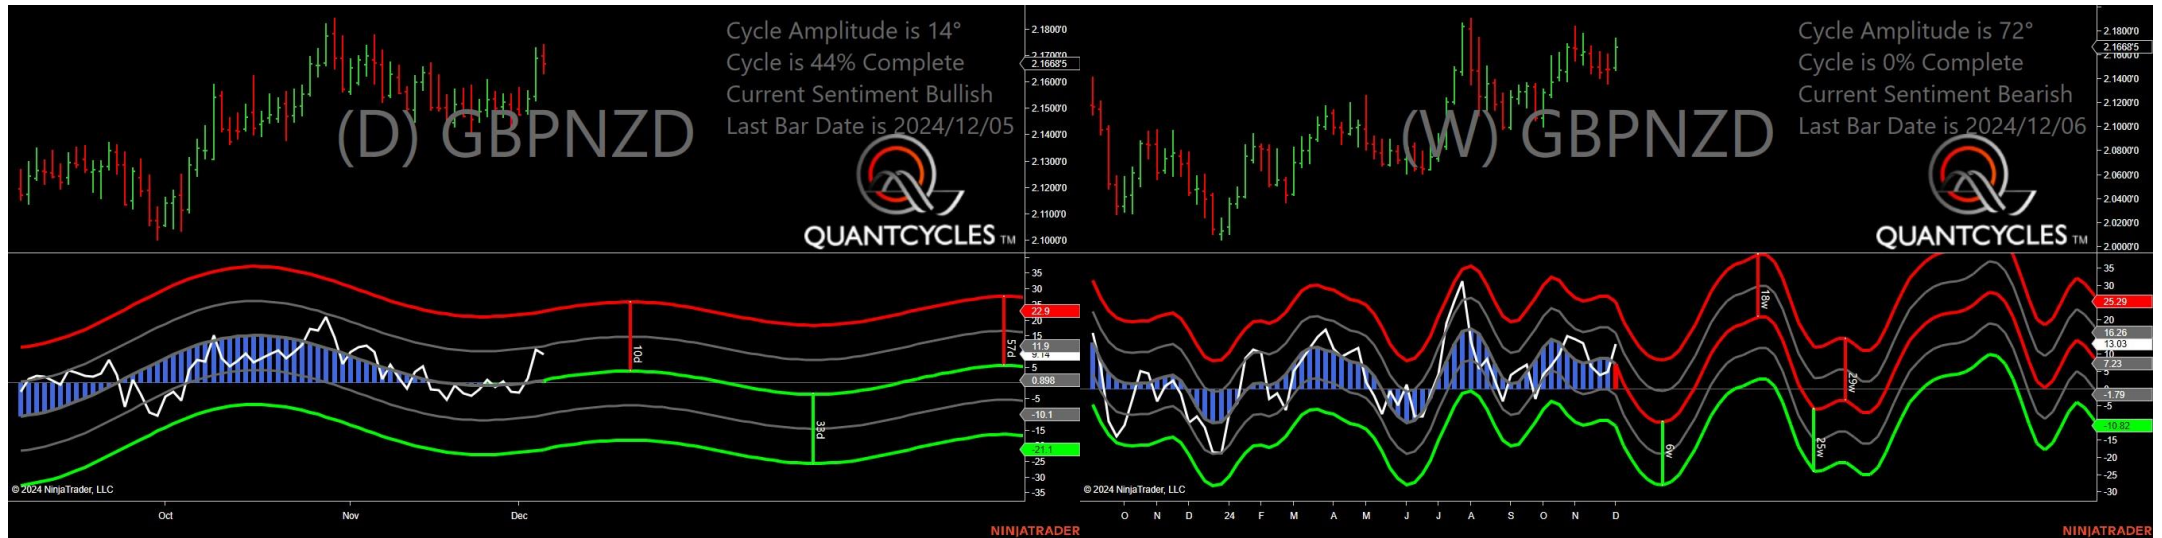 Cycle Amplitude is 14°
Cycle is 44% Complete
Current Sentiment Bullish
Last Bar Date is 2024/12/05
(D) GBPNZD
QUANTCYCLES TM
2.1800'0
2.1700'0
2.1668'5
2.1600'0
2.1500'0
2.1400'0
2.1300'0
2.1200'0
2.1100'0
2.1000'0
35
30
25
22.9
20
15
11.9
9.14
5
0.898
-5
-10.1
-15
-21.1
-25
-30
-35
10d
33d
57d
© 2024 NinjaTrader, LLC
Oct
Nov
Dec
NINJATRADER
Cycle Amplitude is 72°
Cycle is 0% Complete
Current Sentiment Bearish
Last Bar Date is 2024/12/06
(W) GBPNZD
QUANTCYCLES TM
2.1800'0
2.1668'5
2.1600'0
2.1400'0
2.1200'0
2.1000'0
2.0800'0
2.0600'0
2.0400'0
2.0200'0
2.0000'0
35
30
25.29
20
16.26
13.03
10
7.23
5
-1.79
-5
-10.82
-15
-20
-25
-30
6w
18w
25w
29w
© 2024 NinjaTrader, LLC
O N D 24 F M A M J J A S O N D
NINJATRADER